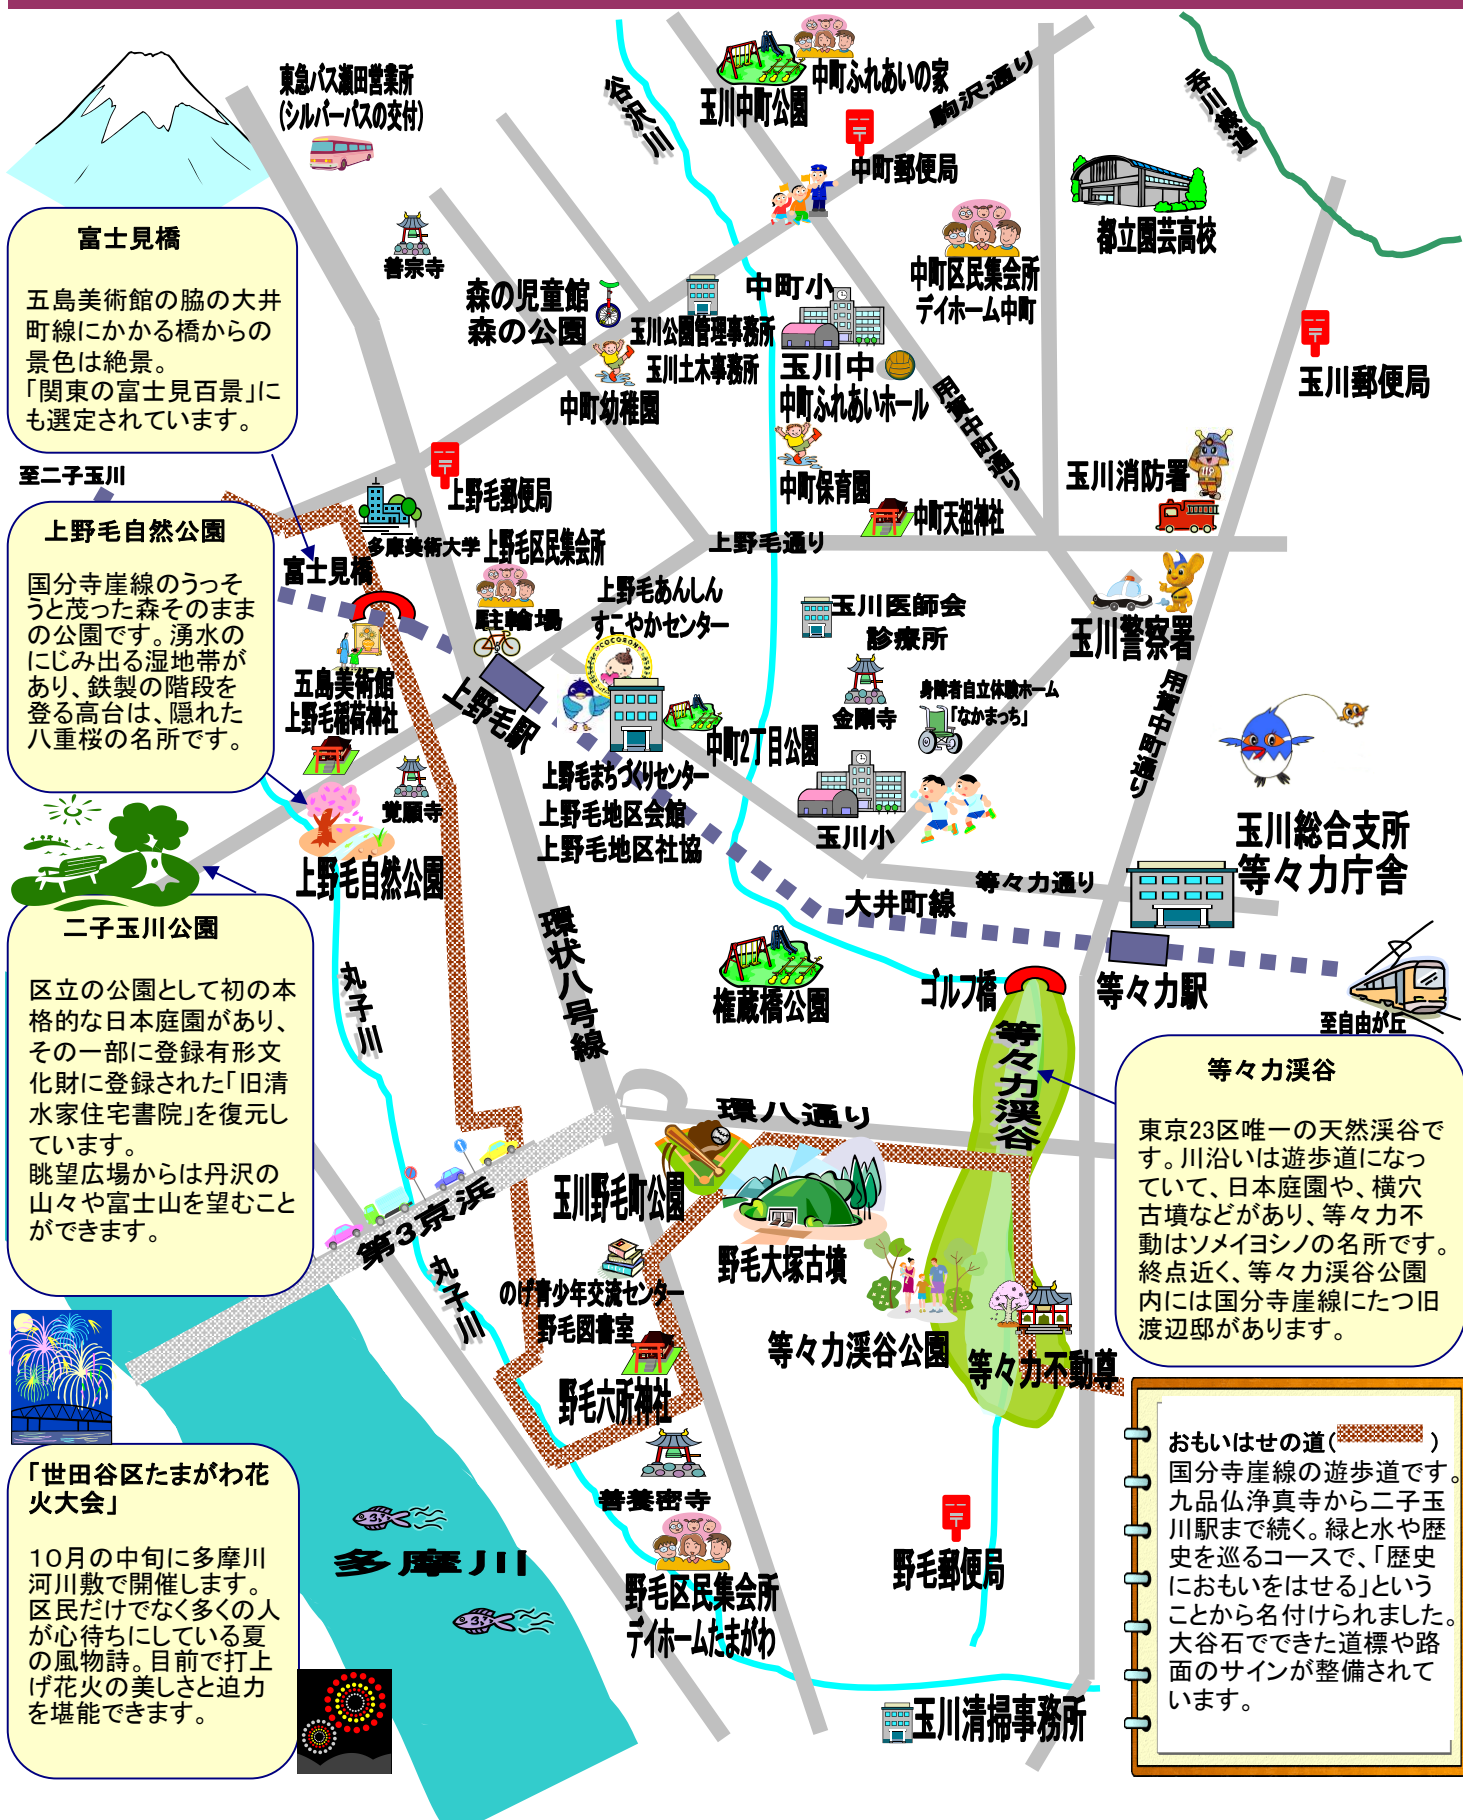 東急バス瀬田営業所
(シルバーパスの交付)
谷沢川
玉川中町公園
中町ふれあいの家
駒沢通り
中町郵便局
呑川緑道
都立園芸高校
善宗寺
森の児童館
森の公園
玉川公園管理事務所
玉川土木事務所
中町小
中町区民集会所
デイホーム中町
玉川中
中町ふれあいホール
中町幼稚園
用賀中町通り
玉川郵便局
富士見橋
五島美術館の脇の大井
町線にかかる橋からの
景色は絶景。
「関東の富士見百景」に
も選定されています。
至二子玉川
上野毛郵便局
中町保育園
玉川消防署
中町天祖神社
多摩美術大学
上野毛区民集会所
上野毛通り
富士見橋
上野毛自然公園
国分寺崖線のうっそ
うと茂った森そのまま
の公園です。湧水の
にじみ出る湿地帯が
あり、鉄製の階段を
登る高台は、隠れた
八重桜の名所です。
駐輪場
上野毛あんしん
すこやかセンター
玉川医師会
診療所
玉川警察署
五島美術館
上野毛稲荷神社
上野毛駅
金剛寺
身障者自立体験ホーム
「なかまっち」
用賀中町通り
中町2丁目公園
覚願寺
上野毛まちづくりセンター
上野毛地区会館
上野毛地区社協
玉川小
玉川総合支所
等々力庁舎
上野毛自然公園
等々力通り
大井町線
二子玉川公園
区立の公園として初の本
格的な日本庭園があり、
その一部に登録有形文
化財に登録された「旧清
水家住宅書院」を復元し
ています。
眺望広場からは丹沢の
山々や富士山を望むこと
ができます。
丸子川
環状八号線
権蔵橋公園
ゴルフ橋
等々力駅
至自由が丘
等々力渓谷
等々力渓谷
東京23区唯一の天然渓谷で
す。川沿いは遊歩道になっ
ていて、日本庭園や、横穴
古墳などがあり、等々力不
動はソメイヨシノの名所です。
終点近く、等々力渓谷公園
内には国分寺崖線にたつ旧
渡辺邸があります。
環八通り
第3京浜
玉川野毛町公園
野毛大塚古墳
丸子川
のげ青少年交流センター
野毛図書室
等々力渓谷公園
等々力不動尊
野毛六所神社
善養密寺
「世田谷区たまがわ花
火大会」
10月の中旬に多摩川
河川敷で開催します。
区民だけでなく多くの人
が心待ちにしている夏
の風物詩。目前で打上
げ花火の美しさと迫力
を堪能できます。
多摩川
野毛区民集会所
デイホームたまがわ
野毛郵便局
玉川清掃事務所
おもいはせの道( )
国分寺崖線の遊歩道です。
九品仏浄真寺から二子玉
川駅まで続く。緑と水や歴
史を巡るコースで、「歴史
におもいをはせる」という
ことから名付けられました。
大谷石でできた道標や路
面のサインが整備されて
います。